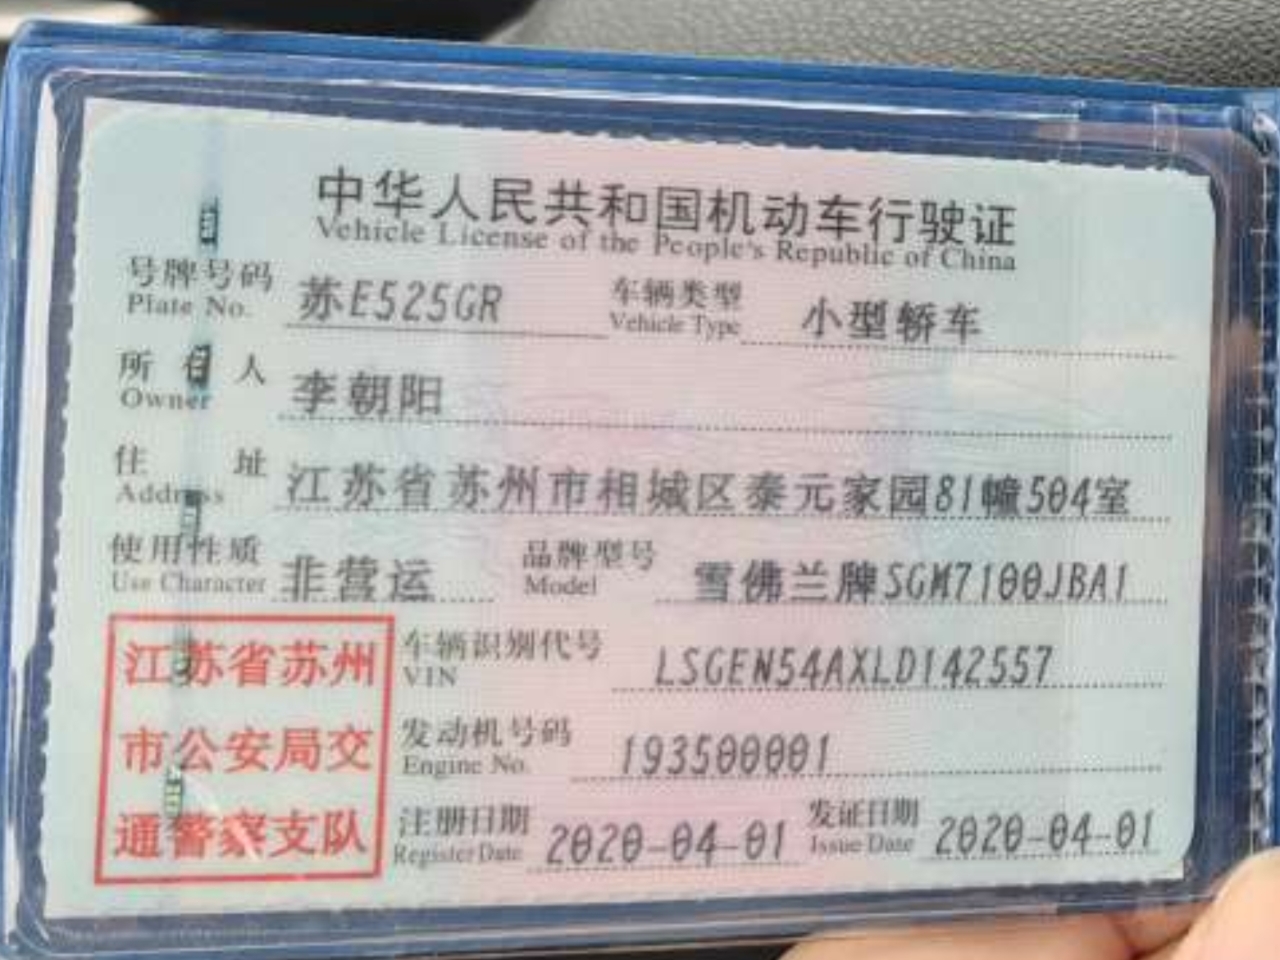 中华人民共和国机动车行驶证
Vehicle License of the People's Republic of China
号牌号码 苏E525GR 车辆类型 小型轿车
Plate No. Vehicle Type
所有人 李朝阳
Owner
住址 江苏省苏州市相城区泰元家园81幢504室
Address
使用性质 非营运 品牌型号 雪佛兰牌SGM7100JBA1
Use Character Model
江苏省苏州 车辆识别代号 LSGEN54AXLD142557
VIN
市公安局交 发动机号码 193500001
Engine No.
通警察支队 注册日期 2020-04-01 发证日期 2020-04-01
Register Date Issue Date